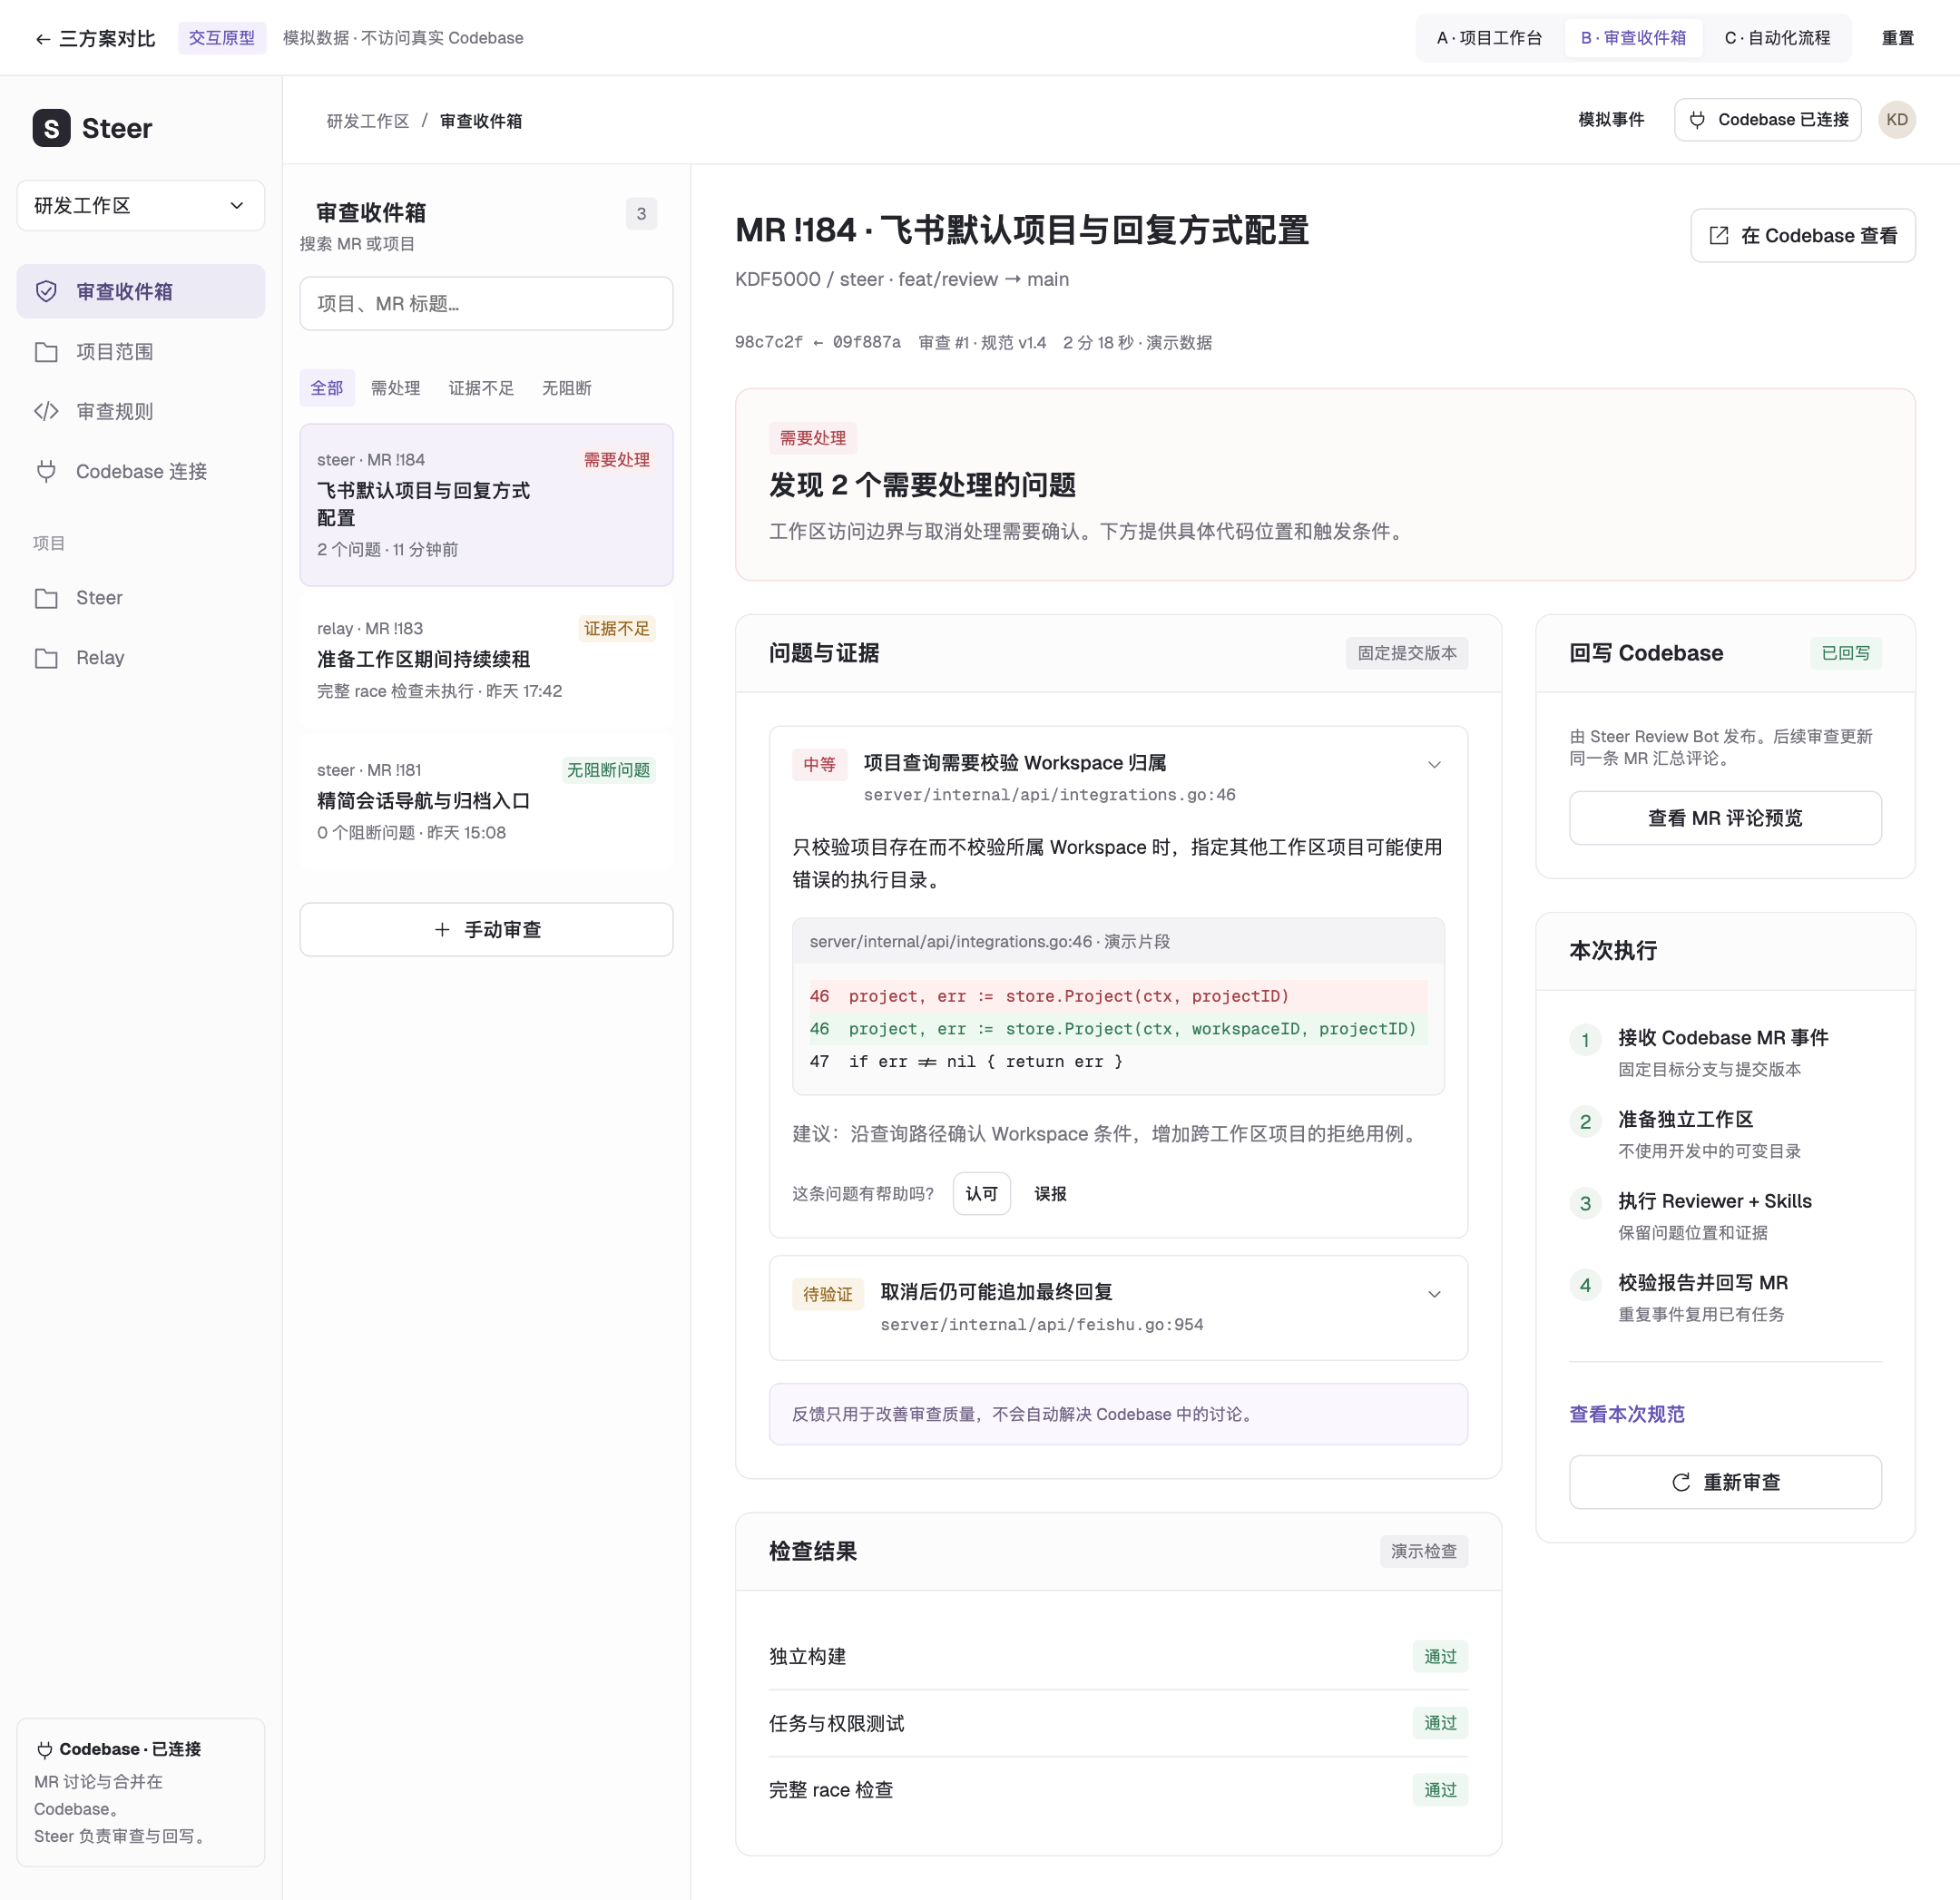 ← 三方案对比
交互原型
模拟数据 · 不访问真实 Codebase
A · 项目工作台
B · 审查收件箱
C · 自动化流程
重置
S Steer
研发工作区
审查收件箱
项目范围
审查规则
Codebase 连接
项目
Steer
Relay
Codebase · 已连接
MR 讨论与合并在
Codebase。
Steer 负责审查与回写。
研发工作区 / 审查收件箱
模拟事件
Codebase 已连接
KD
审查收件箱
3
搜索 MR 或项目
项目、MR 标题...
全部
需处理
证据不足
无阻断
steer · MR !184
需要处理
飞书默认项目与回复方式
配置
2 个问题 · 11 分钟前
relay · MR !183
证据不足
准备工作区期间持续续租
完整 race 检查未执行 · 昨天 17:42
steer · MR !181
无阻断问题
精简会话导航与归档入口
0 个阻断问题 · 昨天 15:08
+ 手动审查
MR !184 · 飞书默认项目与回复方式配置
在 Codebase 查看
KDF5000 / steer · feat/review → main
98c7c2f ← 09f887a 审查 #1 · 规范 v1.4 2 分 18 秒 · 演示数据
需要处理
发现 2 个需要处理的问题
工作区访问边界与取消处理需要确认。下方提供具体代码位置和触发条件。
问题与证据
固定提交版本
中等
项目查询需要校验 Workspace 归属
server/internal/api/integrations.go:46
只校验项目存在而不校验所属 Workspace 时，指定其他工作区项目可能使用
错误的执行目录。
server/internal/api/integrations.go:46 · 演示片段
46 project, err := store.Project(ctx, projectID)
46 project, err := store.Project(ctx, workspaceID, projectID)
47 if err != nil { return err }
建议：沿查询路径确认 Workspace 条件，增加跨工作区项目的拒绝用例。
这条问题有帮助吗?
认可
误报
待验证
取消后仍可能追加最终回复
server/internal/api/feishu.go:954
反馈只用于改善审查质量，不会自动解决 Codebase 中的讨论。
检查结果
演示检查
独立构建
通过
任务与权限测试
通过
完整 race 检查
通过
回写 Codebase
已回写
由 Steer Review Bot 发布。后续审查更新
同一条 MR 汇总评论。
查看 MR 评论预览
本次执行
1 接收 Codebase MR 事件
固定目标分支与提交版本
2 准备独立工作区
不使用开发中的可变目录
3 执行 Reviewer + Skills
保留问题位置和证据
4 校验报告并回写 MR
重复事件复用已有任务
查看本次规范
重新审查